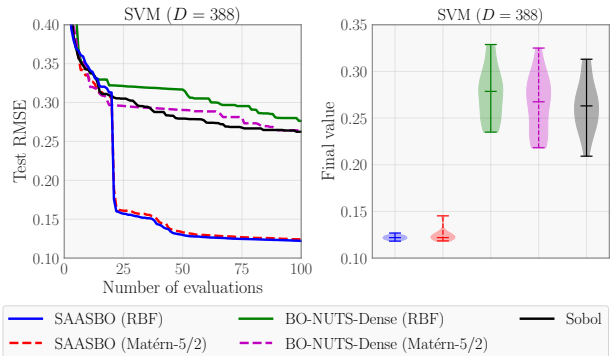 SVM (D = 388)
SVM (D = 388)
Test RMSE
0.40
0.35
0.30
0.25
0.20
0.15
0.10
0
25
50
75
100
Number of evaluations
Final value
0.35
0.30
0.25
0.20
0.15
0.10
SAASBO (RBF)
BO-NUTS-Dense (RBF)
Sobol
SAASBO (Matérn-5/2)
BO-NUTS-Dense (Matérn-5/2)